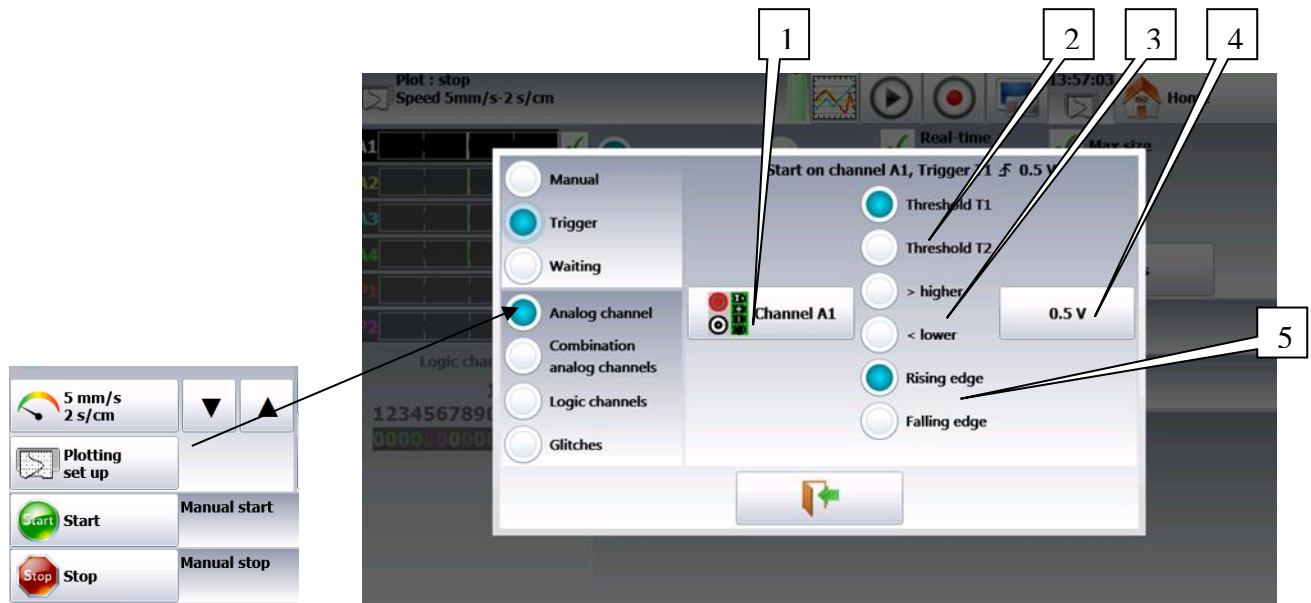 1
2
3
4
5
Plot : stop
Speed 5mm/s-2 s/cm
13:57:03
Home
Real-time
Max size
A1
A2
A3
A4
P1
P2
Logic chan
1234567890
Manual
Trigger
Waiting
Analog channel
Combination
analog channels
Logic channels
Glitches
Start on channel A1, Trigger T1 0.5 V
Threshold T1
Threshold T2
> higher
< lower
Rising edge
Falling edge
Channel A1
0.5 V
5 mm/s
2 s/cm
Plotting
set up
Start
Start
Manual start
Stop
Stop
Manual stop